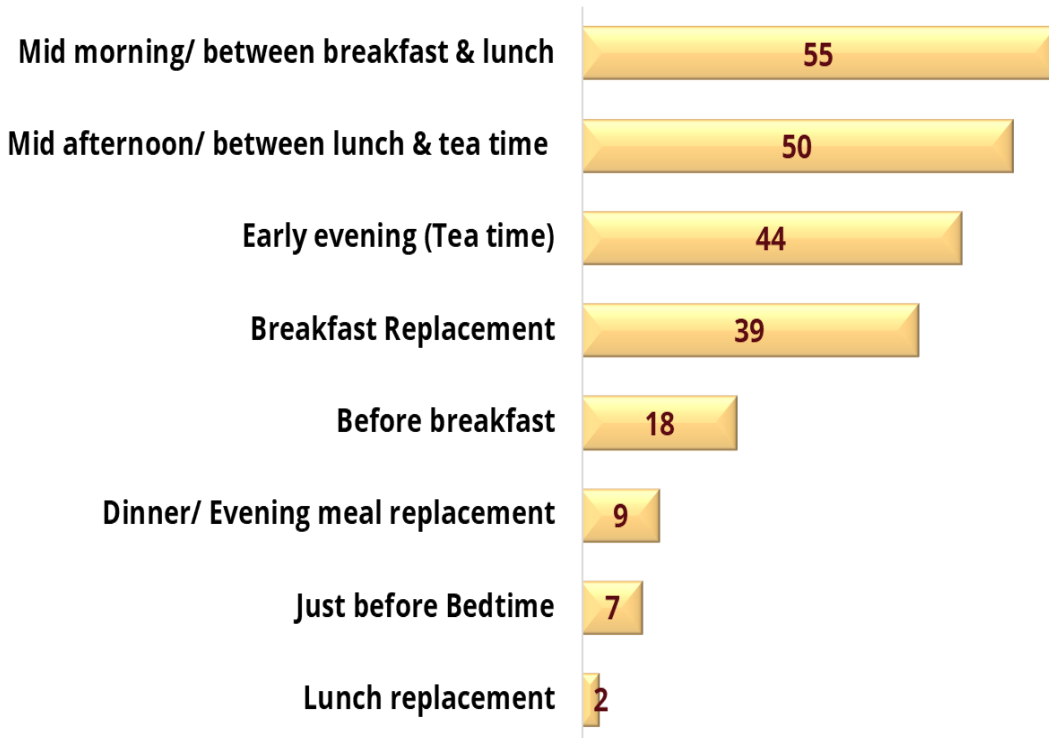 Mid morning/ between breakfast & lunch 55
Mid afternoon/ between lunch & tea time 50
Early evening (Tea time) 44
Breakfast Replacement 39
Before breakfast 18
Dinner/ Evening meal replacement 9
Just before Bedtime 7
Lunch replacement 2